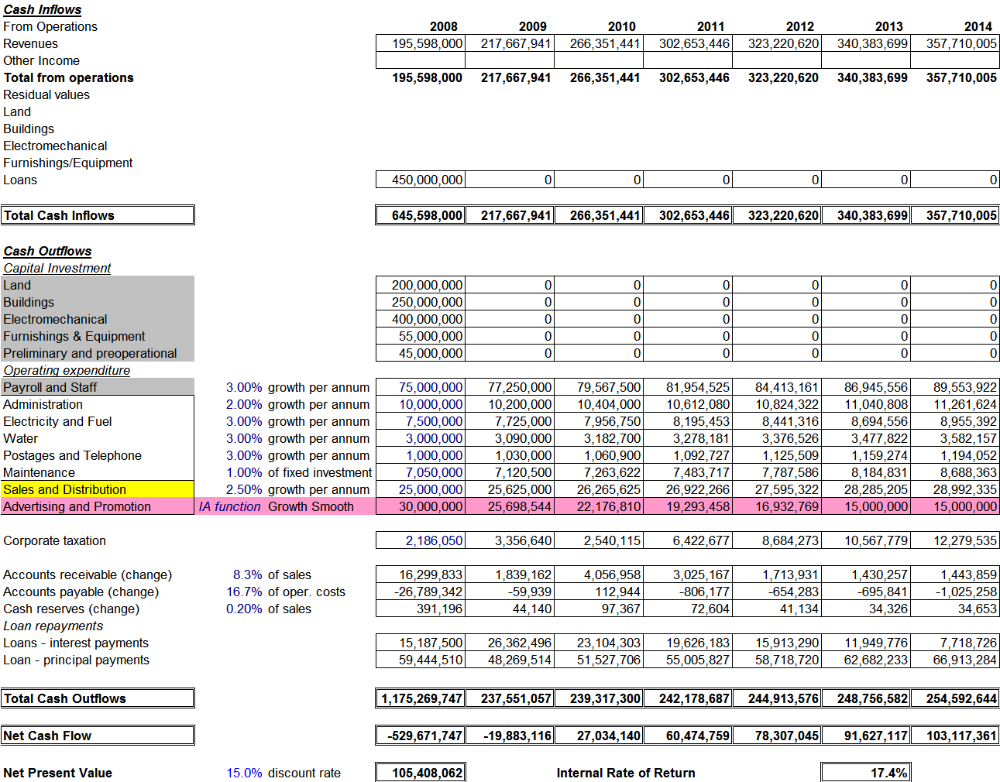 Cash Inflows
From Operations 2008 2009 2010 2011 2012 2013 2014
Revenues 195,598,000 217,667,941 266,351,441 302,653,446 323,220,620 340,383,699 357,710,005
Other Income
Total from operations 195,598,000 217,667,941 266,351,441 302,653,446 323,220,620 340,383,699 357,710,005
Residual values
Land
Buildings
Electromechanical
Furnishings/Equipment
Loans 450,000,000 0 0 0 0 0 0
Total Cash Inflows 645,598,000 217,667,941 266,351,441 302,653,446 323,220,620 340,383,699 357,710,005
Cash Outflows
Capital Investment
Land 200,000,000 0 0 0 0 0 0
Buildings 250,000,000 0 0 0 0 0 0
Electromechanical 400,000,000 0 0 0 0 0 0
Furnishings & Equipment 55,000,000 0 0 0 0 0 0
Preliminary and preoperational 45,000,000 0 0 0 0 0 0
Operating expenditure
Payroll and Staff 3.00% growth per annum 75,000,000 77,250,000 79,567,500 81,954,525 84,413,161 86,945,556 89,553,922
Administration 2.00% growth per annum 10,000,000 10,200,000 10,404,000 10,612,080 10,824,322 11,040,808 11,261,624
Electricity and Fuel 3.00% growth per annum 7,500,000 7,725,000 7,956,750 8,195,453 8,441,316 8,694,556 8,955,392
Water 3.00% growth per annum 3,000,000 3,090,000 3,182,700 3,278,181 3,376,526 3,477,822 3,582,157
Postages and Telephone 3.00% growth per annum 1,000,000 1,030,000 1,060,900 1,092,727 1,125,509 1,159,274 1,194,052
Maintenance 1.00% of fixed investment 7,050,000 7,120,500 7,263,622 7,483,717 7,787,586 8,184,831 8,688,363
Sales and Distribution 2.50% growth per annum 25,000,000 25,625,000 26,265,625 26,922,266 27,595,322 28,285,205 28,992,335
Advertising and Promotion IA function Growth Smooth 30,000,000 25,698,544 22,176,810 19,293,458 16,932,769 15,000,000 15,000,000
Corporate taxation 2,186,050 3,356,640 2,540,115 6,422,677 8,684,273 10,567,779 12,279,535
Accounts receivable (change) 8.3% of sales 16,299,833 1,839,162 4,056,958 3,025,167 1,713,931 1,430,257 1,443,859
Accounts payable (change) 16.7% of oper. costs -26,789,342 -59,939 112,944 -806,177 -654,283 -695,841 -1,025,258
Cash reserves (change) 0.20% of sales 391,196 44,140 97,367 72,604 41,134 34,326 34,653
Loan repayments
Loans - interest payments 15,187,500 26,362,496 23,104,303 19,626,183 15,913,290 11,949,776 7,718,726
Loan - principal payments 59,444,510 48,269,514 51,527,706 55,005,827 58,718,720 62,682,233 66,913,284
Total Cash Outflows 1,175,269,747 237,551,057 239,317,300 242,178,687 244,913,576 248,756,582 254,592,644
Net Cash Flow -529,671,747 -19,883,116 27,034,140 60,474,759 78,307,045 91,627,117 103,117,361
Net Present Value 15.0% discount rate 105,408,062 Internal Rate of Return 17.4%